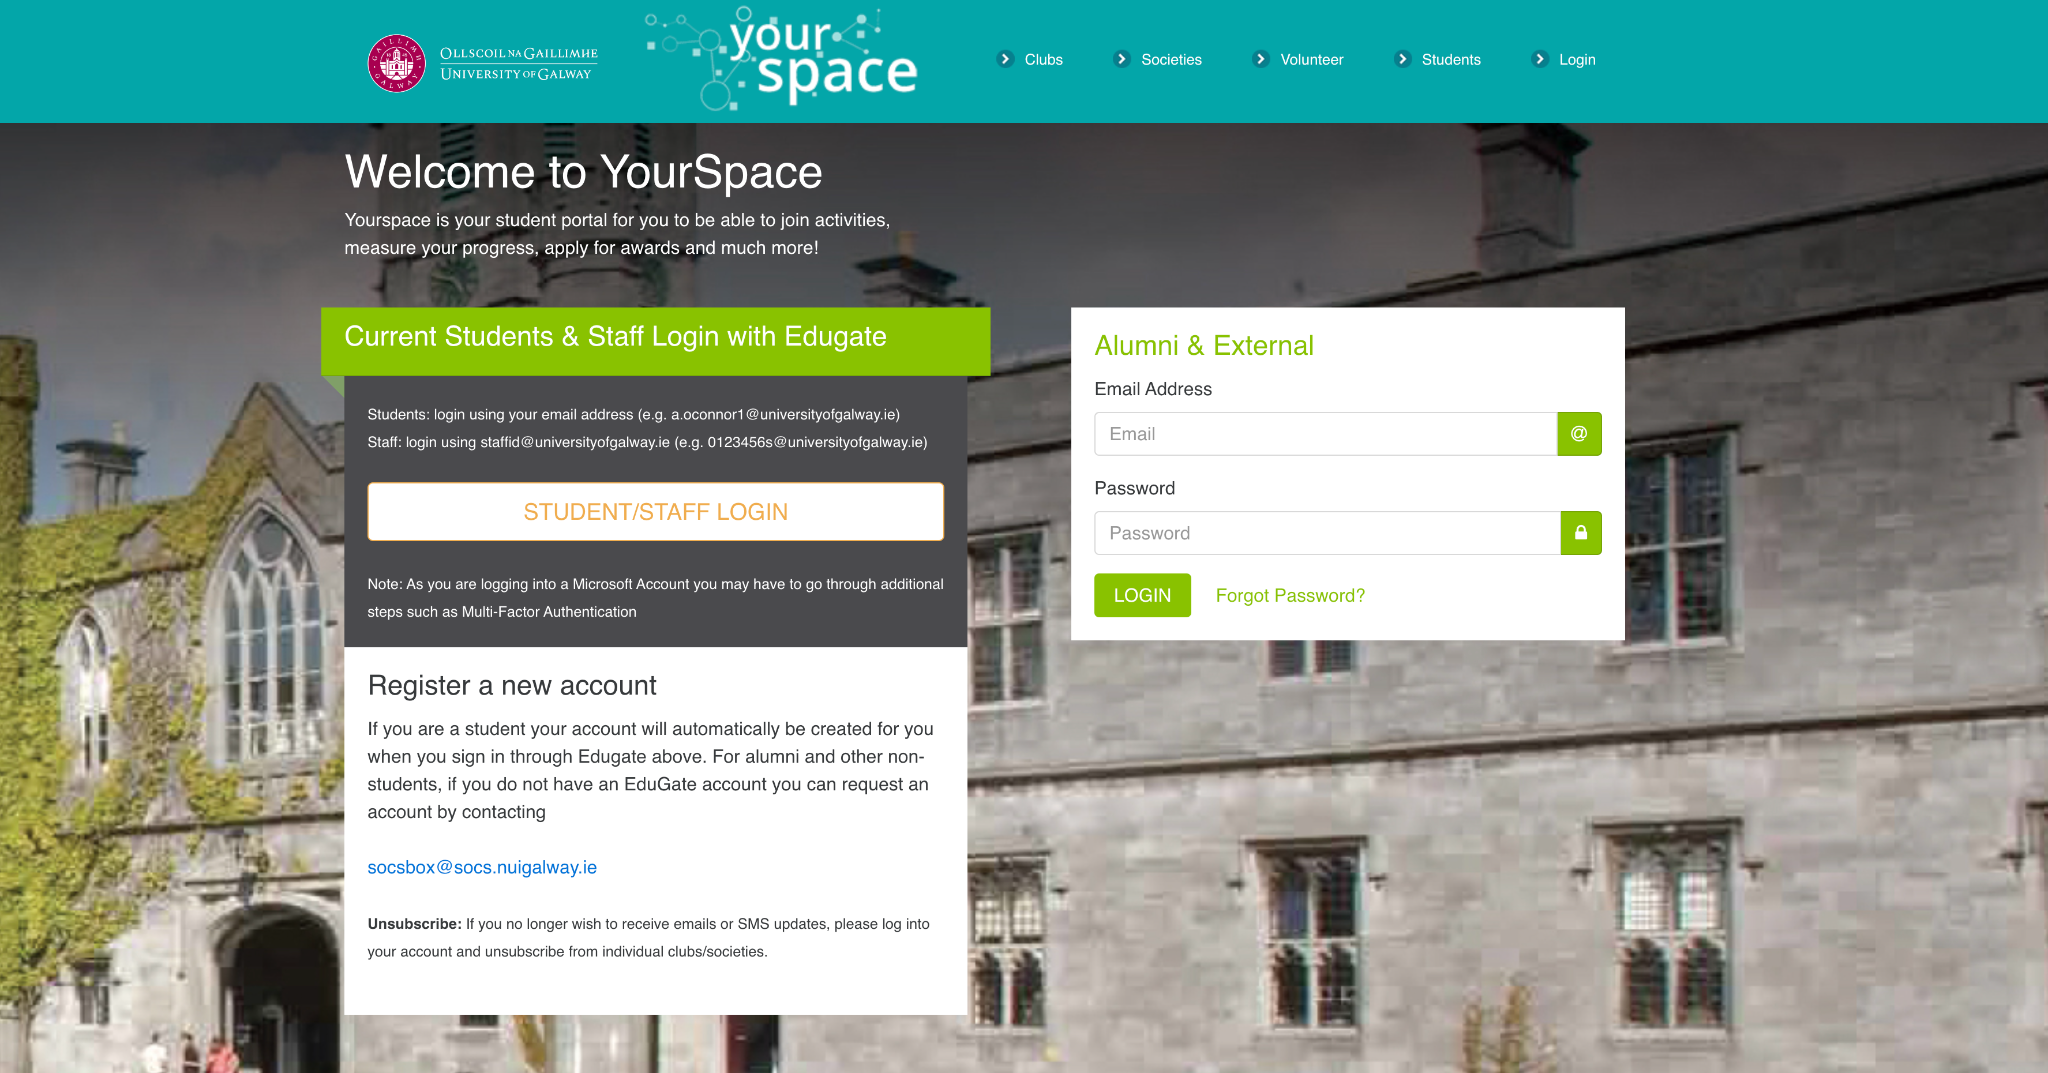 OLLSCOIL NA GAILLIMHE
UNIVERSITY OF GALWAY
your
space
Clubs
Societies
Volunteer
Students
Login
Welcome to YourSpace
Yourspace is your student portal for you to be able to join activities,
measure your progress, apply for awards and much more!
Current Students & Staff Login with Edugate
Students: login using your email address (e.g. a.oconnor1@universityofgalway.ie)
Staff: login using staffid@universityofgalway.ie (e.g. 0123456s@universityofgalway.ie)
STUDENT/STAFF LOGIN
Note: As you are logging into a Microsoft Account you may have to go through additional
steps such as Multi-Factor Authentication
Register a new account
If you are a student your account will automatically be created for you
when you sign in through Edugate above. For alumni and other non-
students, if you do not have an EduGate account you can request an
account by contacting
socsbox@socs.nuigalway.ie
Unsubscribe: If you no longer wish to receive emails or SMS updates, please log into
your account and unsubscribe from individual clubs/societies.
Alumni & External
Email Address
Email
@
Password
Password
LOGIN
Forgot Password?